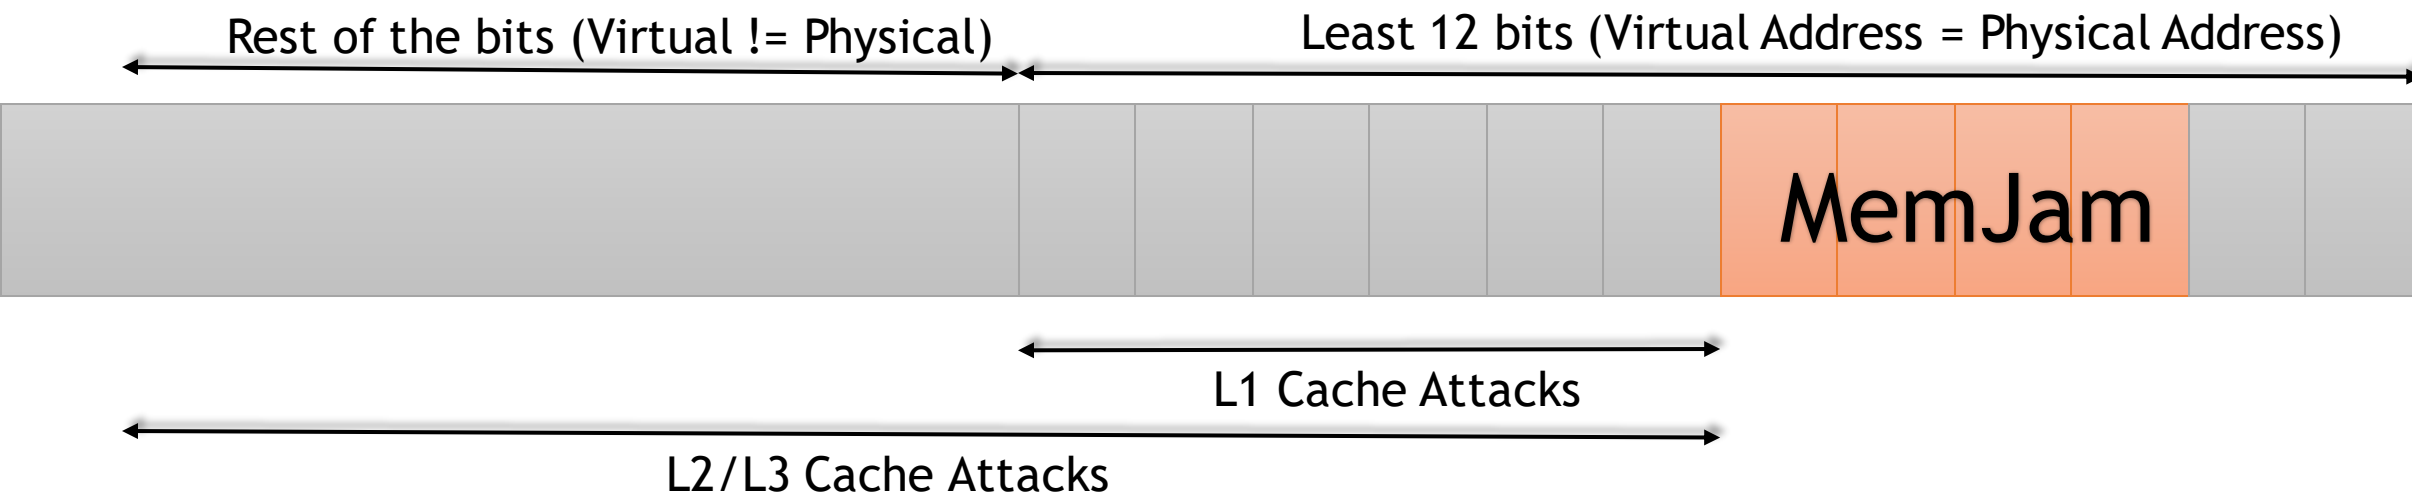 Rest of the bits (Virtual != Physical)
Least 12 bits (Virtual Address = Physical Address)
MemJam
L1 Cache Attacks
L2/L3 Cache Attacks